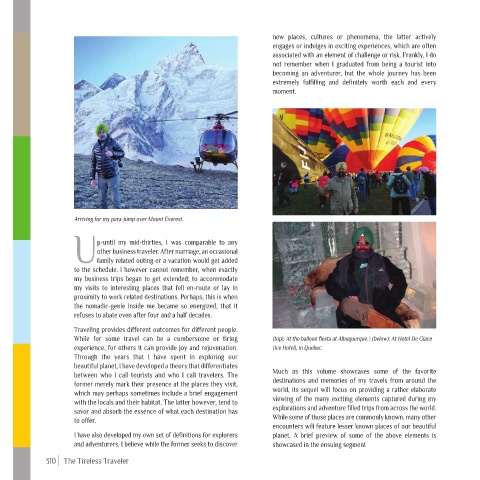 Arriving for my para-jump over Mount Everest.
Up-until my mid-thirties, I was comparable to any
other business traveler. After marriage, an occasional
family related outing or a vacation would get added
to the schedule. I however cannot remember, when exactly
my business trips began to get extended; to accommodate
my visits to interesting places that fell en-route or lay in
proximity to work related destinations. Perhaps, this is when
the nomadic-genie inside me became so energized, that it
refuses to abate even after four and a half decades.
Traveling provides different outcomes for different people.
While for some travel can be a cumbersome or tiring
experience, for others it can provide joy and rejuvenation.
Through the years that I have spent in exploring our
beautiful planet, I have developed a theory that differentiates
between who I call tourists and who I call travelers. The
former merely mark their presence at the places they visit,
which may perhaps sometimes include a brief engagement
with the locals and their habitat. The latter however, tend to
savor and absorb the essence of what each destination has
to offer.
I have also developed my own set of definitions for explorers
and adventurers. I believe while the former seeks to discover
new places, cultures or phenomena, the latter actively
engages or indulges in exciting experiences, which are often
associated with an element of challenge or risk. Frankly, I do
not remember when I graduated from being a tourist into
becoming an adventurer, but the whole journey has been
extremely fulfilling and definitely worth each and every
moment.
(top): At the balloon fiesta at Albuquerque. | (below): At Hotel De Glace
(Ice Hotel), in Quebec.
Much as this volume showcases some of the favorite
destinations and memories of my travels from around the
world, its sequel will focus on providing a rather elaborate
viewing of the many exciting elements captured during my
explorations and adventure filled trips from across the world.
While some of those places are commonly known, many other
encounters will feature lesser known places of our beautiful
planet. A brief preview of some of the above elements is
showcased in the ensuing segment
310 | The Tireless Traveler